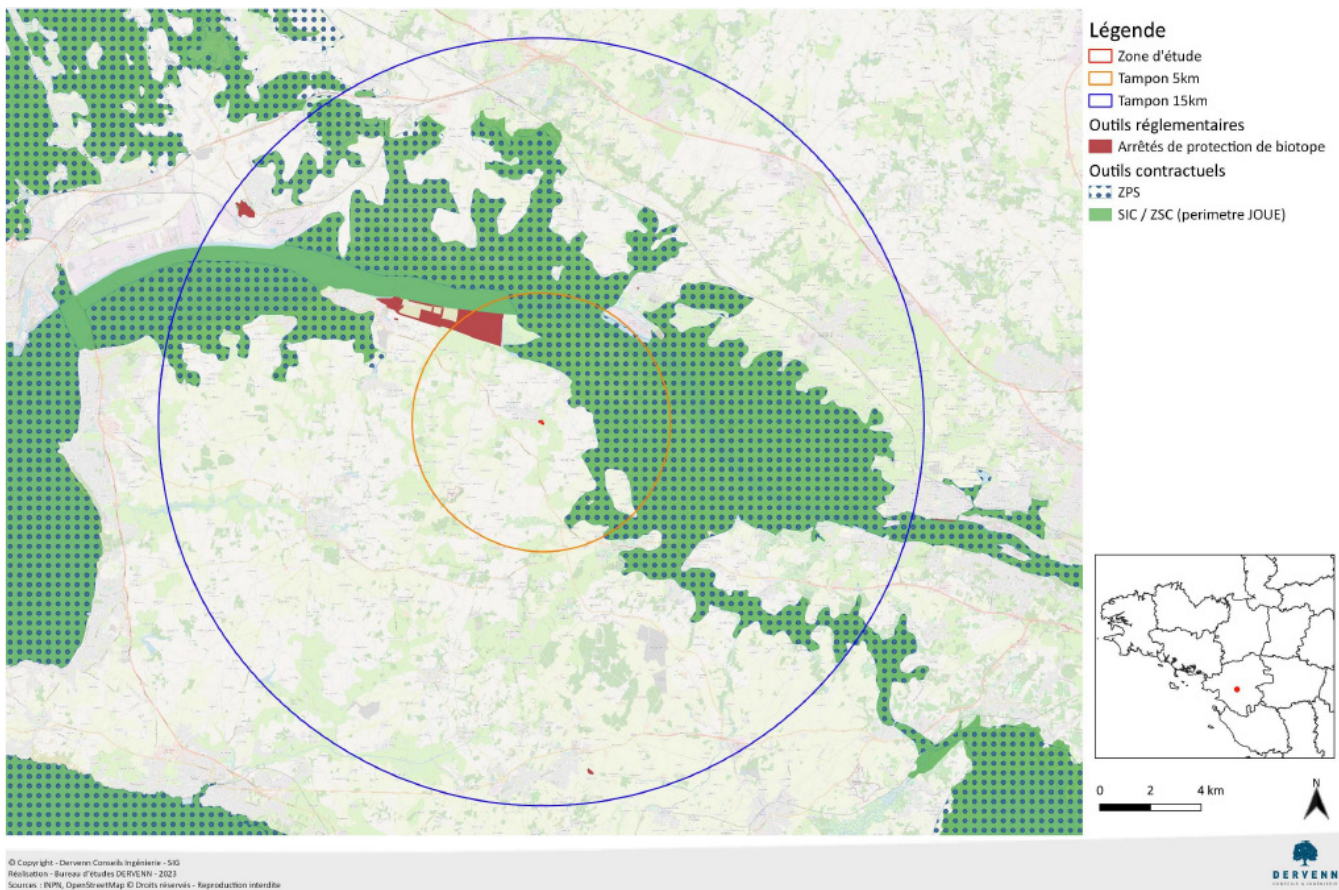 Légende
Zone d'étude
Tampon 5km
Tampon 15km
Outils réglementaires
Arrêtés de protection de biotope
Outils contractuels
ZPS
SIC / ZSC (perimetre JOUE)
0 2 4 km
N
© Copyright - Dervenn Conseils Ingénierie - SIG
Réalisation - Bureau d'études DERVENN - 2023
Sources : INPN, OpenStreetMap © Droits réservés - Reproduction interdite
DERVENN
CONSEILS & INGÉNIERIE